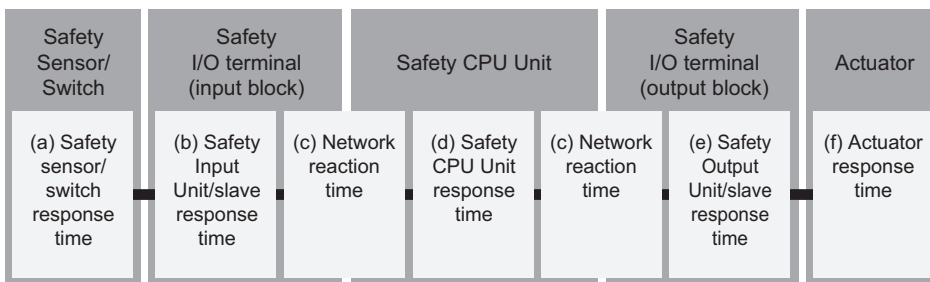 Safety
Sensor/
Switch
Safety
I/O terminal
(input block)
Safety CPU Unit
Safety
I/O terminal
(output block)
Actuator
(a) Safety
sensor/
switch
response
time
(b) Safety
Input
Unit/slave
response
time
(c) Network
reaction
time
(d) Safety
CPU Unit
response
time
(c) Network
reaction
time
(e) Safety
Output
Unit/slave
response
time
(f) Actuator
response
time